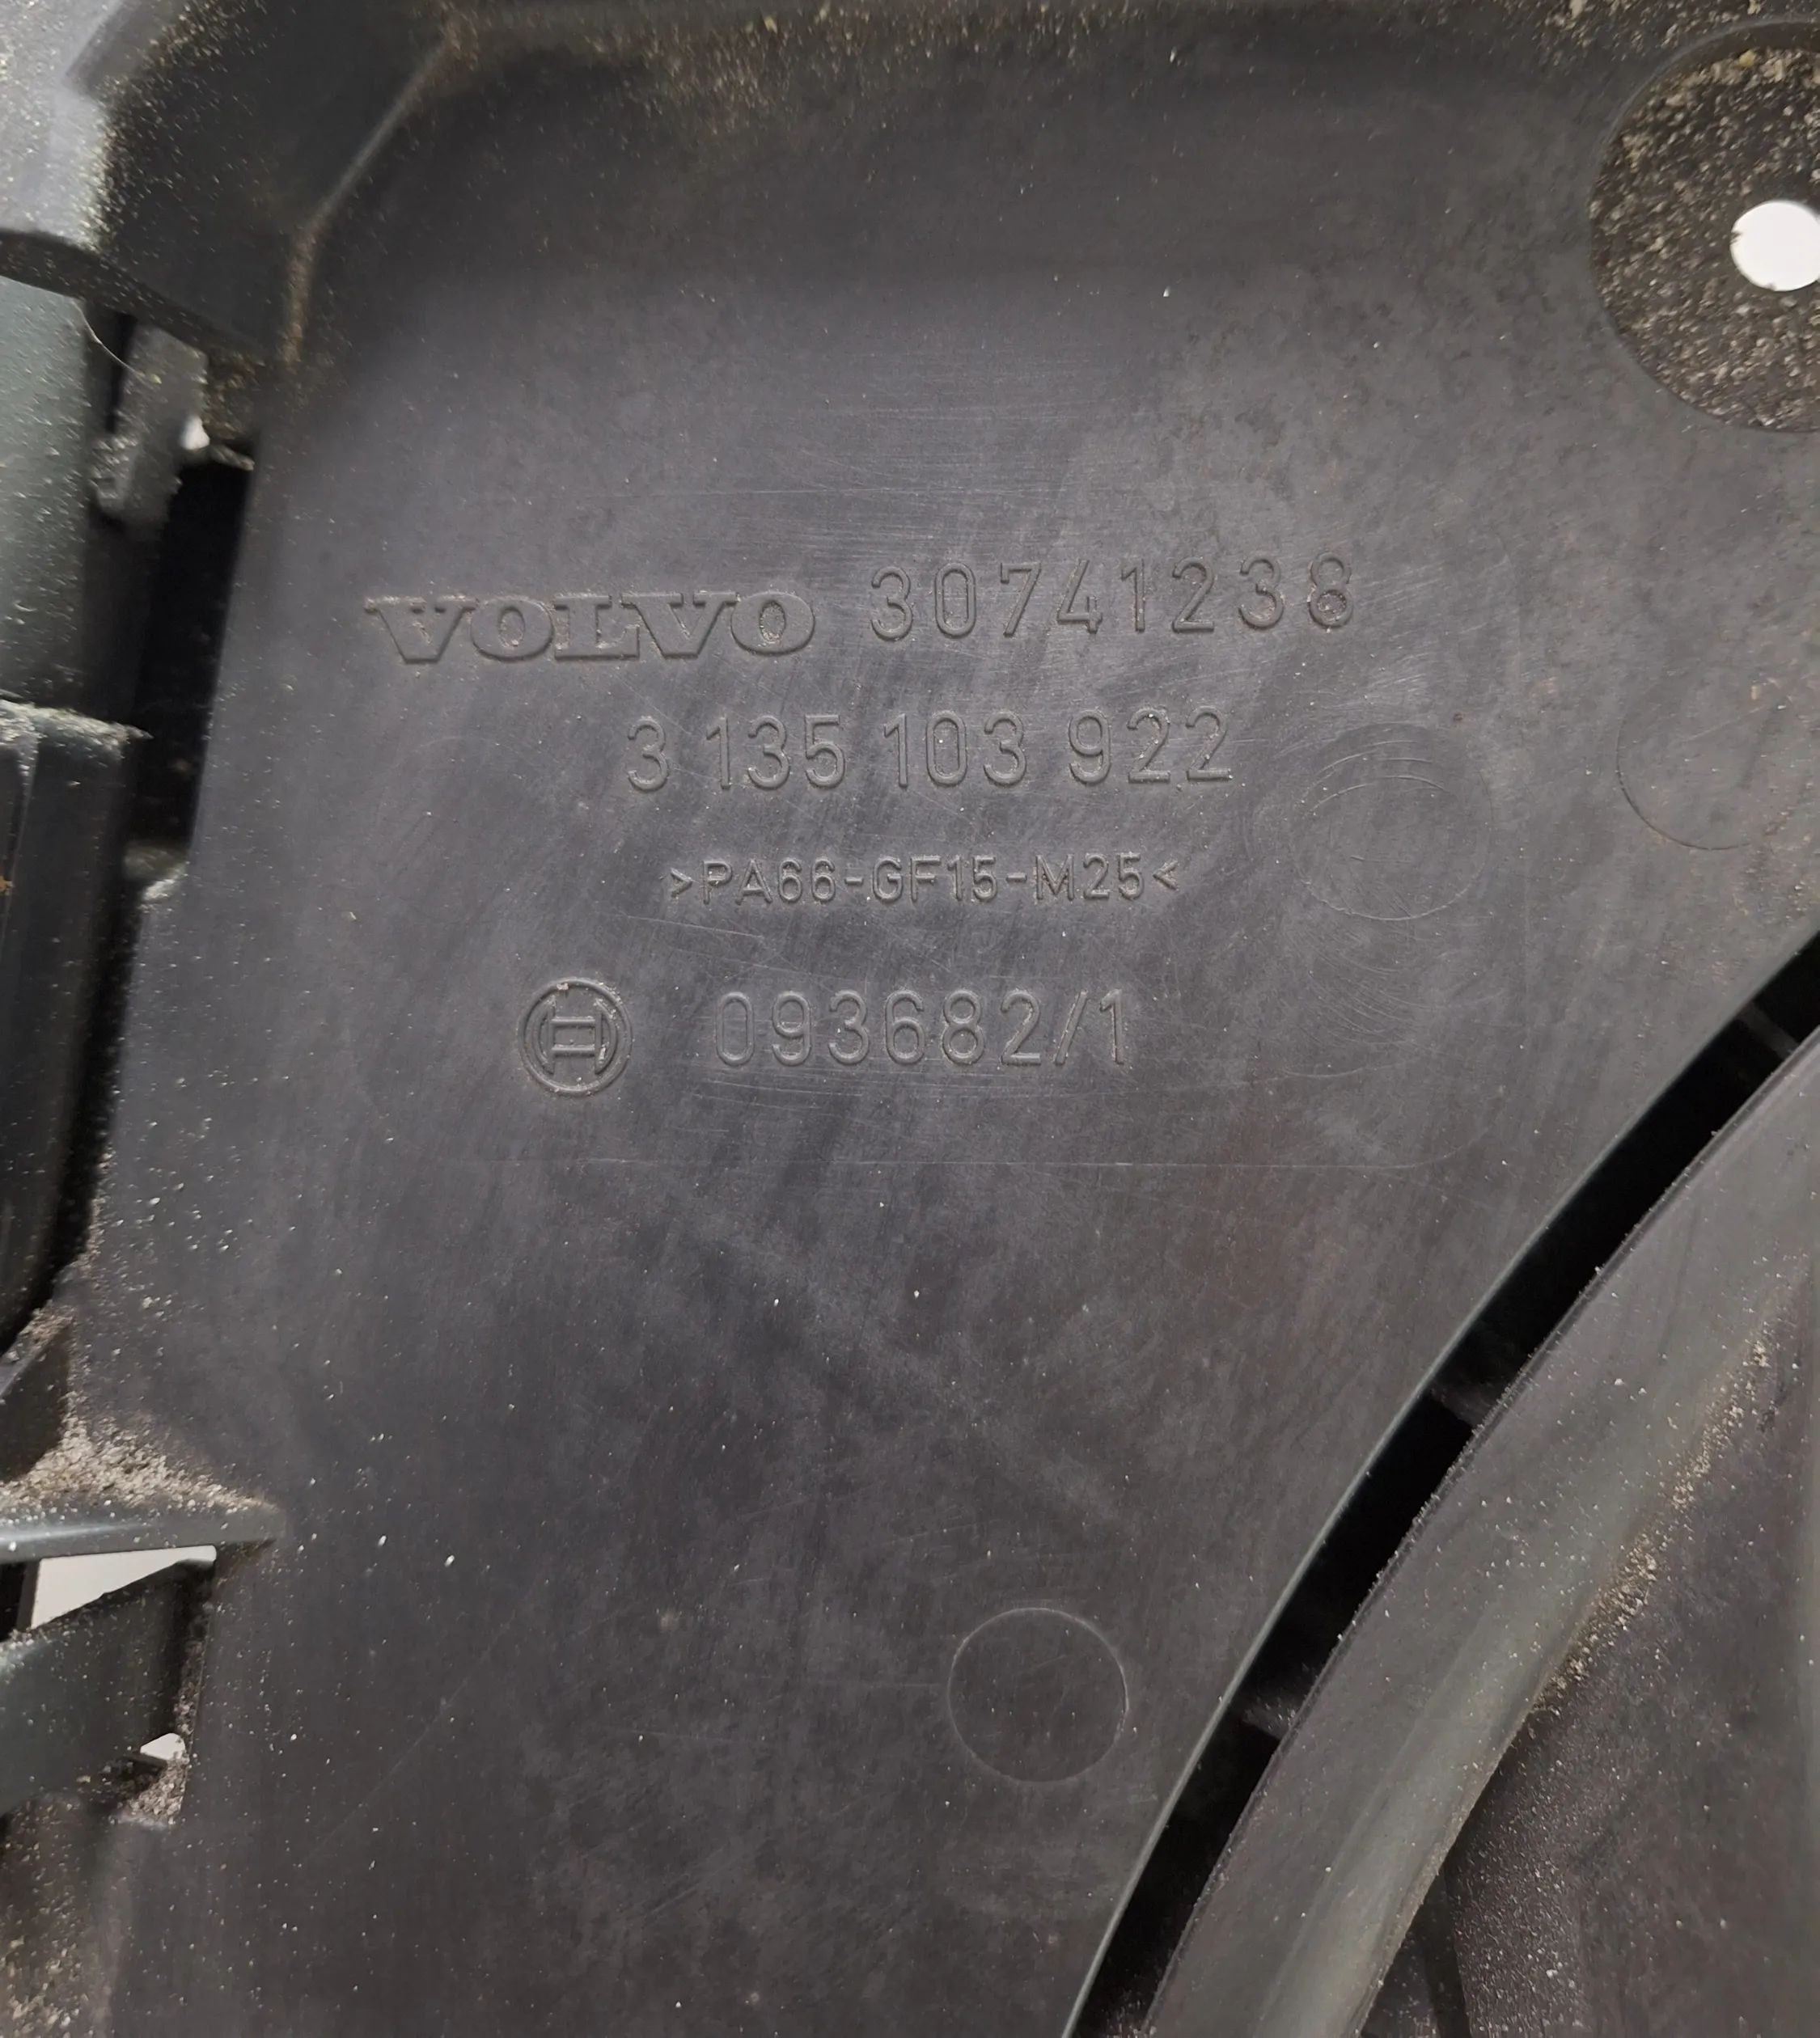 VOLVO 30741238
3 135 103 922
>PA66-GF15-M25<
093682/1